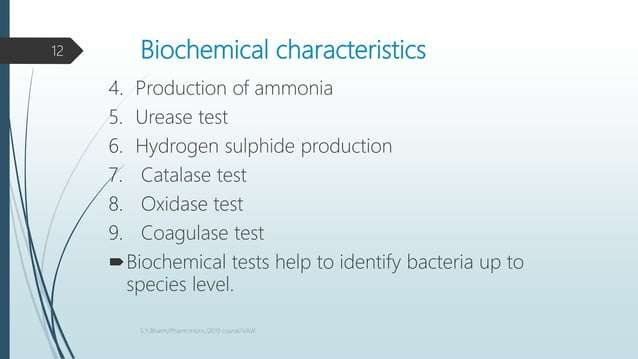 12
Biochemical characteristics
4. Production of ammonia
5. Urease test
6. Hydrogen sulphide production
7. Catalase test
8. Oxidase test
9. Coagulase test
Biochemical tests help to identify bacteria up to
species level.